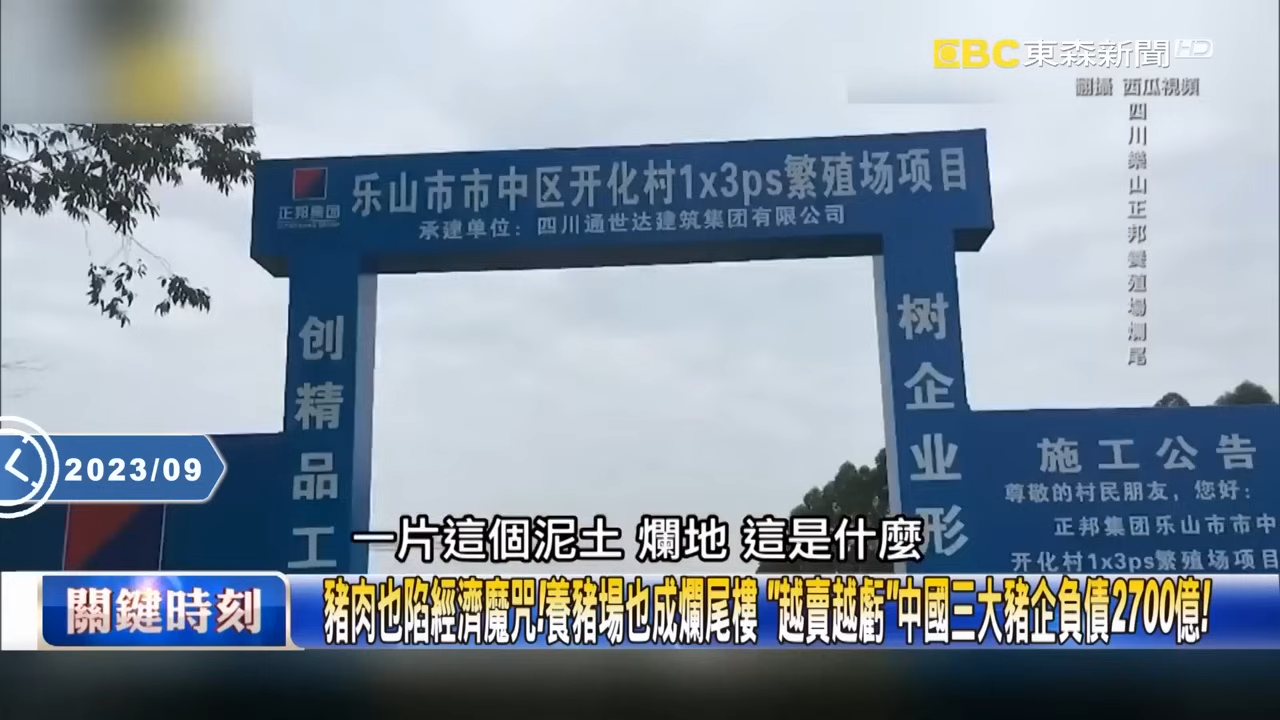 EBC 東森新聞 HD
翻攝 西瓜視頻
四川樂山正邦養殖場爛尾
正邦集团
乐山市市中区开化村1x3ps繁殖场项目
承建单位：四川通世达建筑集团有限公司
创精品工
树企业形
施工公告
尊敬的村民朋友，您好：
正邦集团乐山市市中
开化村1x3ps繁殖场项目
2023/09
一片這個泥土 爛地 這是什麼
關鍵時刻
豬肉也陷經濟魔咒!養豬場也成爛尾樓 "越賣越虧"中國三大豬企負債2700億!